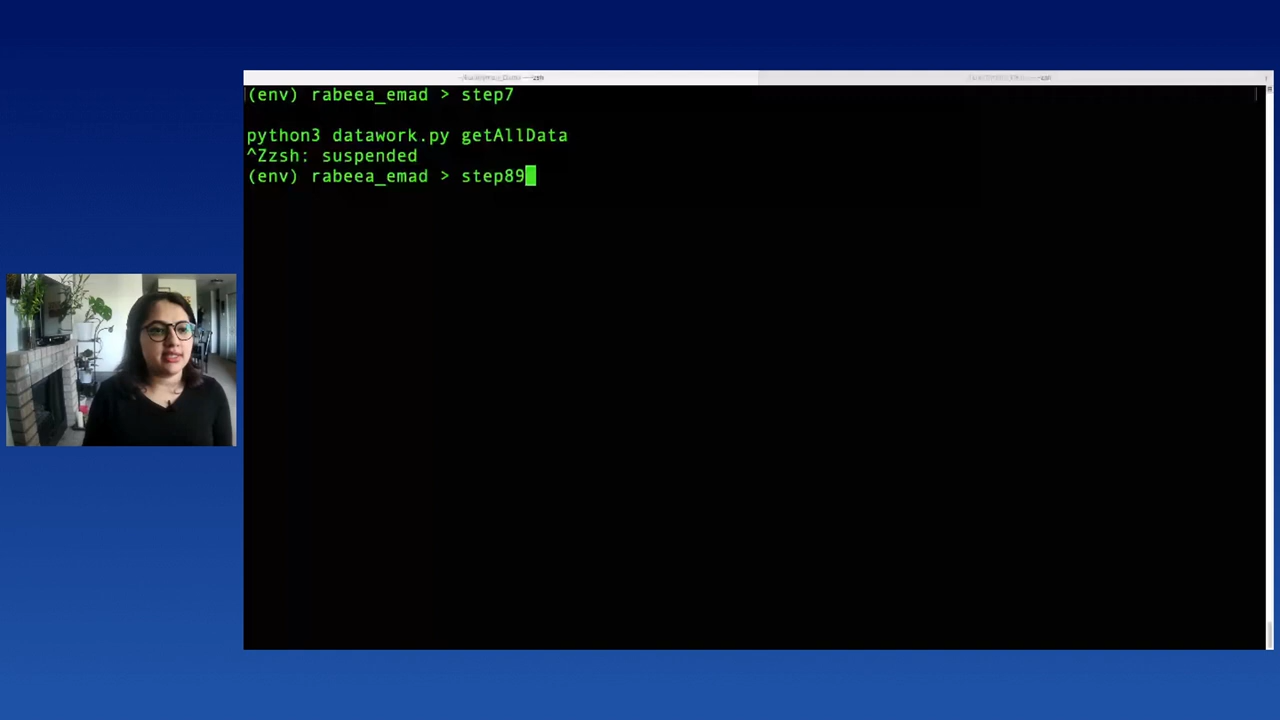 (env) rabeea_emad > step7
python3 datawork.py getAllData
^Zzsh: suspended
(env) rabeea_emad > step89